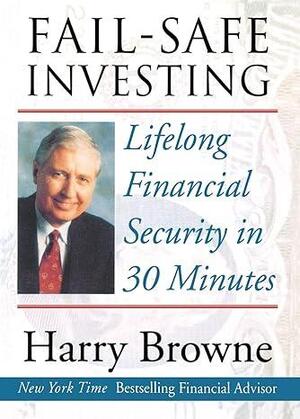 FAIL-SAFE
INVESTING
Lifelong
Financial
Security in
30 Minutes
Harry Browne
New York Time Bestselling Financial Advisor